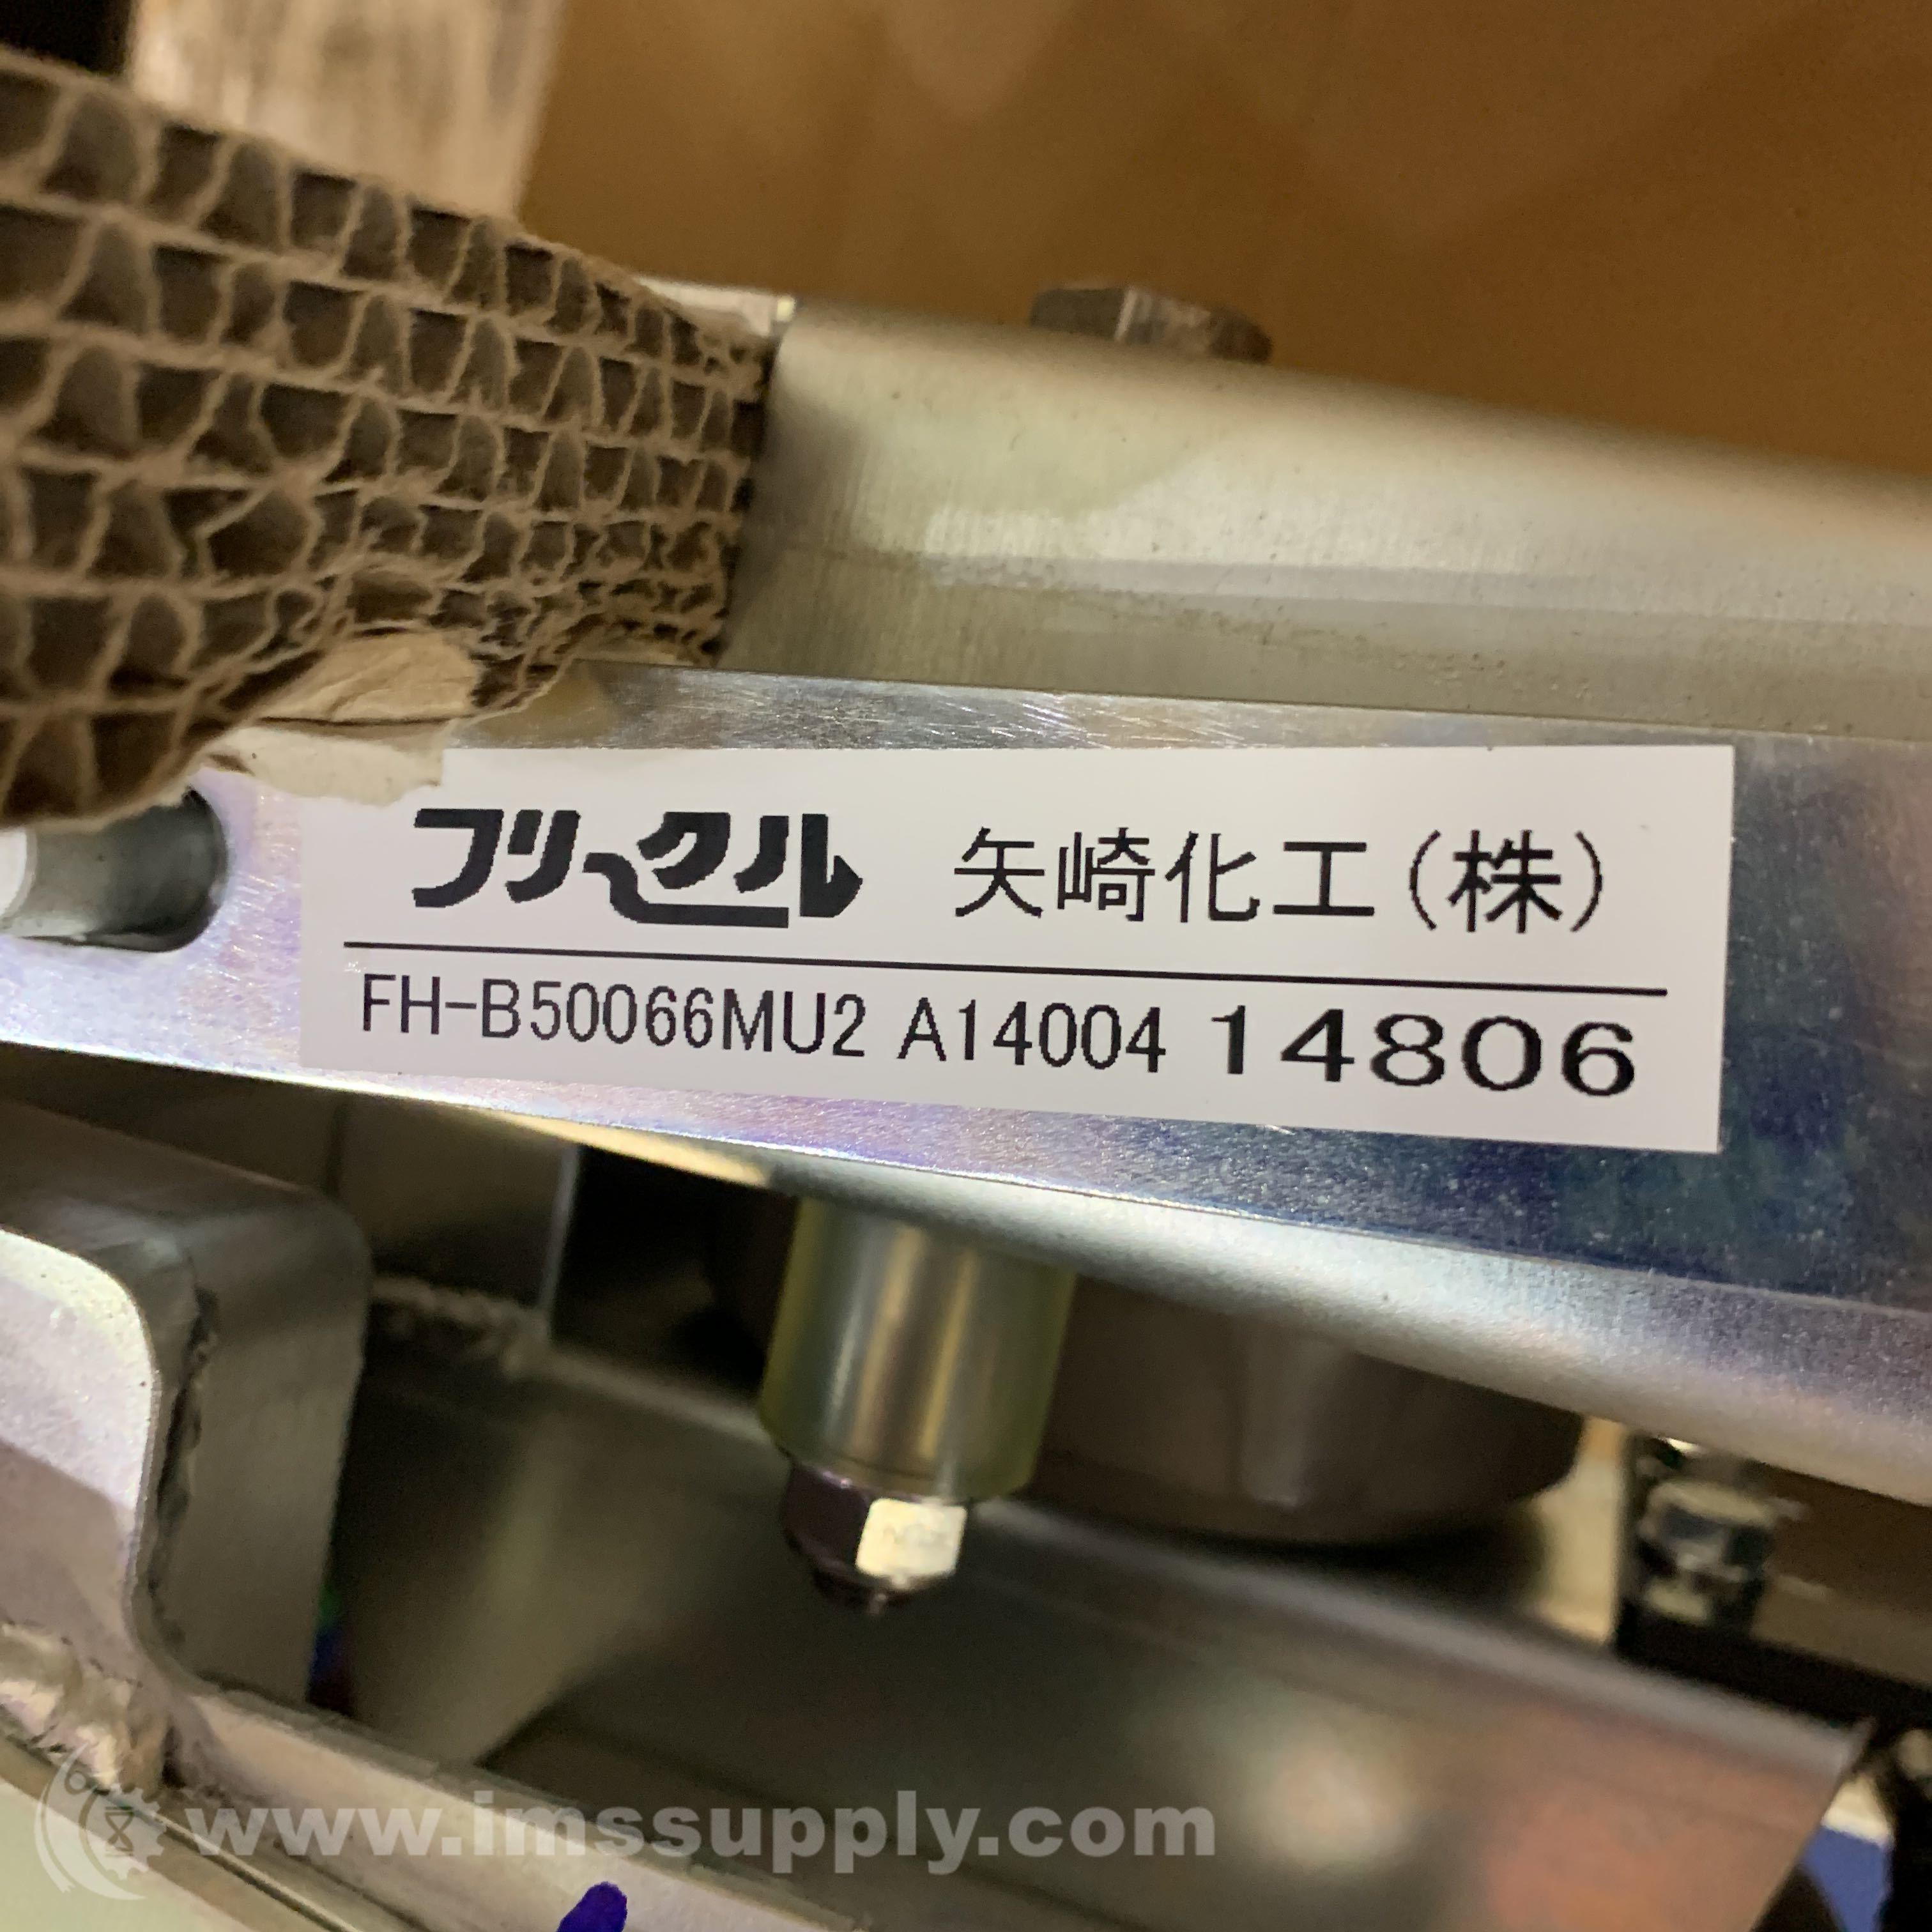 フリークル 矢崎化工(株)
FH-B50066MU2 A14004 14806
www.imssupply.com